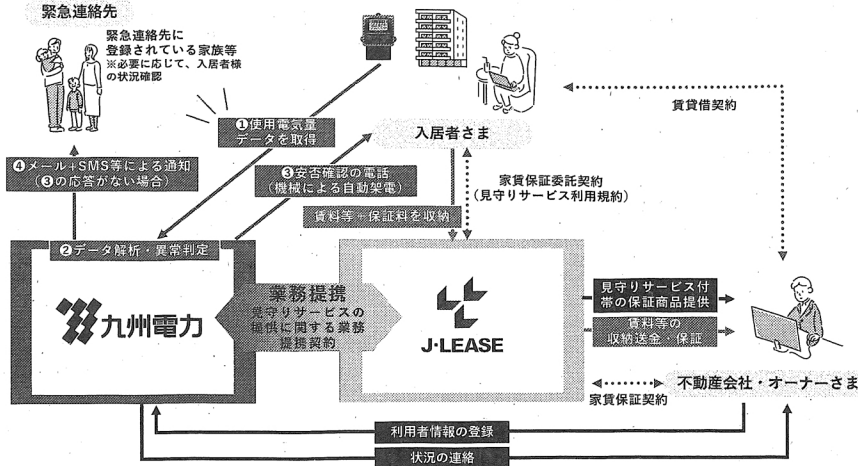 緊急連絡先
緊急連絡先に
登録されている家族等
※必要に応じて、入居者様
の状況確認
❶使用電気量
データを取得
入居者さま
賃貸借契約
❹メール+SMS等による通知
(❸の応答がない場合)
❸安否確認の電話
(機械による自動架電)
家賃保証委託契約
(見守りサービス利用規約)
賃料等+保証料を収納
❷データ解析・異常判定
九州電力
業務提携
見守りサービスの
提供に関する業務
提携契約
J-LEASE
見守りサービス付
帯の保証商品提供
賃料等の
収納送金・保証
不動産会社・オーナーさま
家賃保証契約
利用者情報の登録
状況の連絡